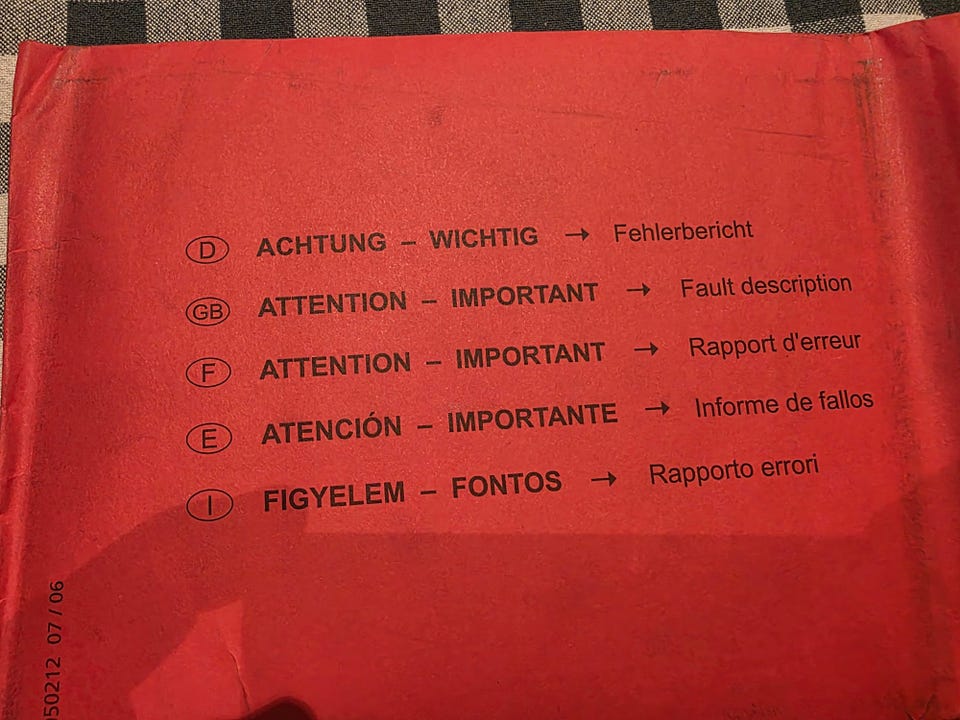 D ACHTUNG – WICHTIG → Fehlerbericht
GB ATTENTION – IMPORTANT → Fault description
F ATTENTION – IMPORTANT → Rapport d'erreur
E ATENCIÓN – IMPORTANTE → Informe de fallos
I FIGYELEM – FONTOS → Rapporto errori
50212 07 / 06